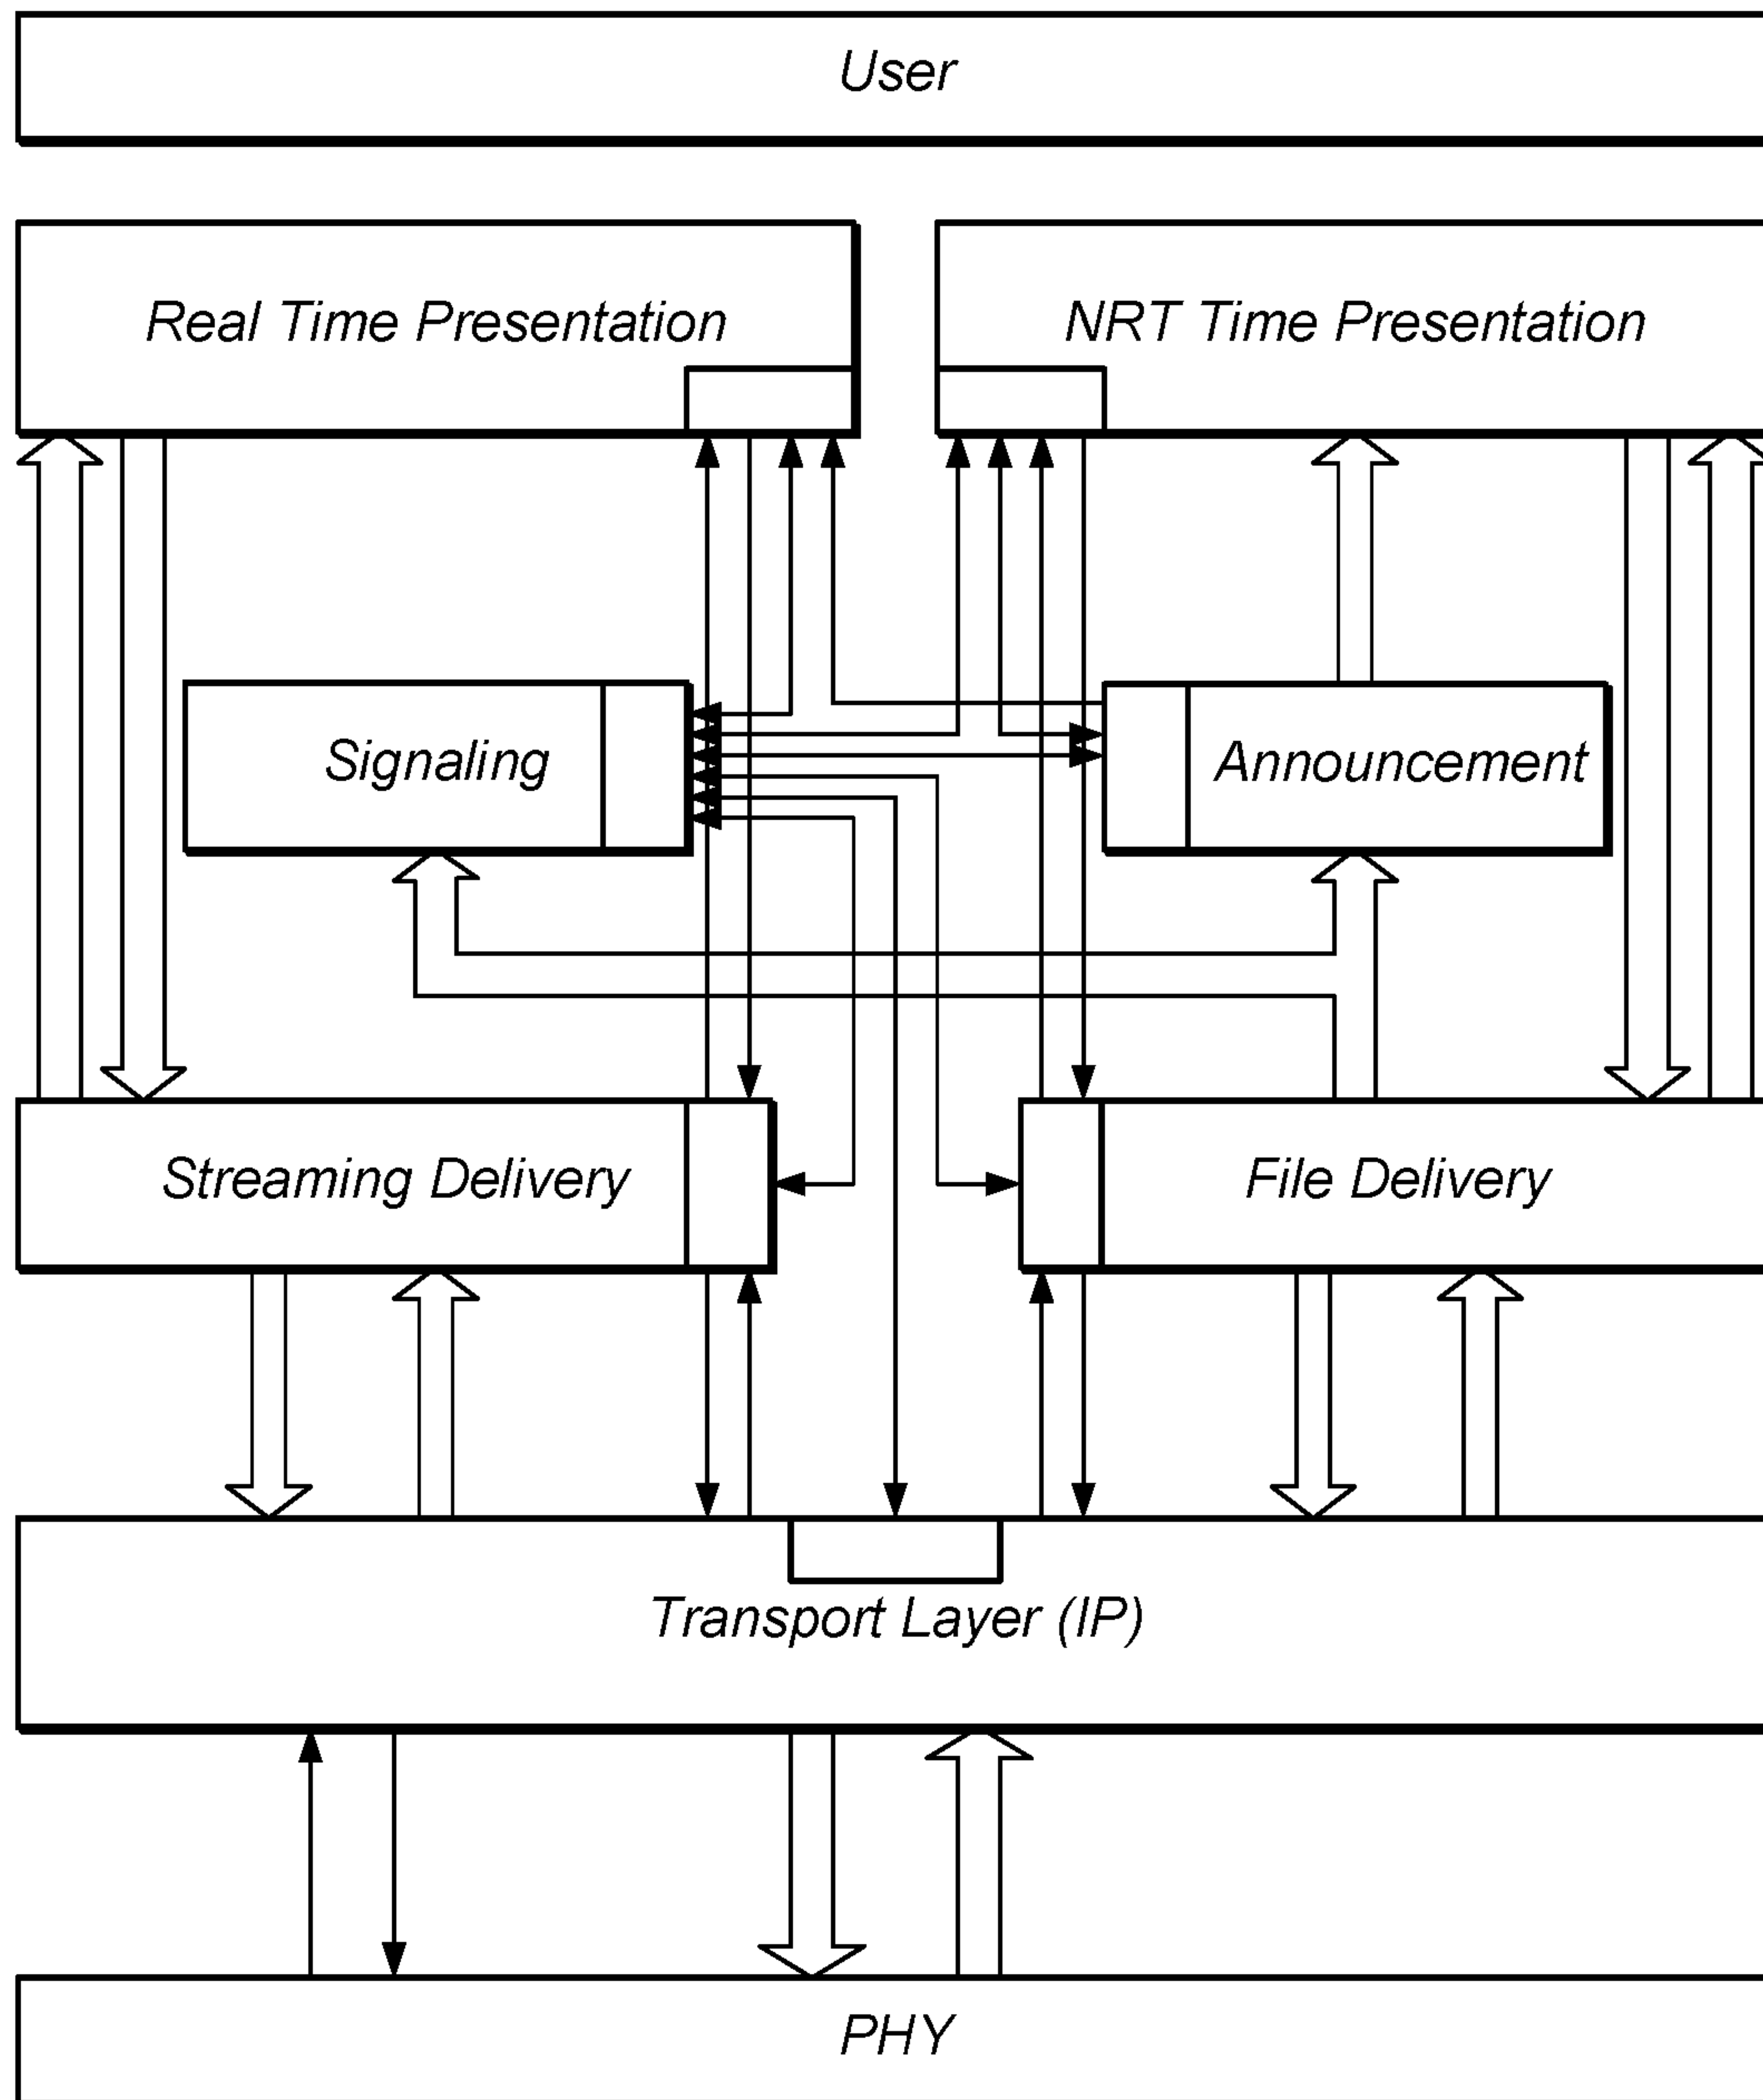 User
Real Time Presentation
NRT Time Presentation
Signaling
Announcement
Streaming Delivery
File Delivery
Transport Layer (IP)
PHY